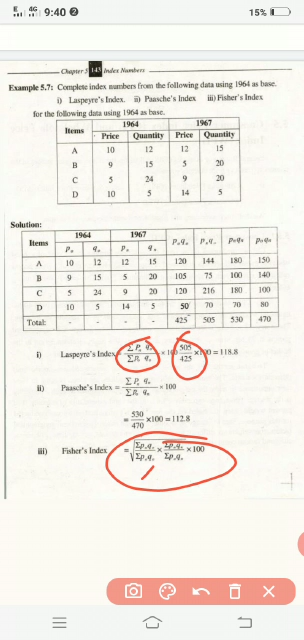 4G 9:40 15%
Chapter 5 143 Index Numbers
Example 5.7: Complete index numbers from the following data using 1964 as base.
i) Laspeyre's Index. ii) Paasche's Index iii) Fisher's Index
for the following data using 1964 as base.
Items 1964 1967
Price Quantity Price Quantity
A 10 12 12 15
B 9 15 5 20
C 5 24 9 20
D 10 5 14 5
Solution:
Items 1964 1967
A 10 12 12 15 120 144 180 150
B 9 15 5 20 105 75 100 140
C 5 24 9 20 120 216 180 100
D 10 5 14 5 50 70 70 80
Total: - - - - 425 505 530 470
i) Laspeyre's Index = 505/425 x100 = 118.8
ii) Paasche's Index = x 100
= 530/470 x100 = 112.8
iii) Fisher's Index = x 100